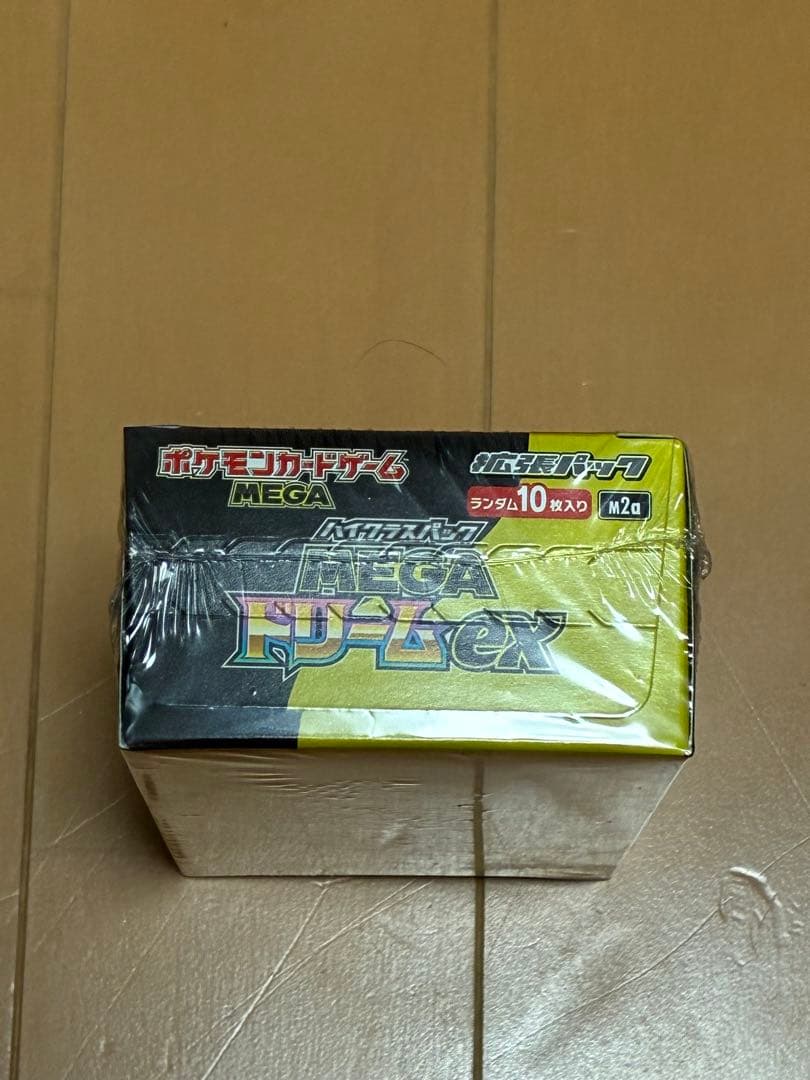 ポケモンカードゲーム
MEGA
拡張パック
ランダム10枚入り
M2a
ハイクラスパック
MEGA
ドリームex